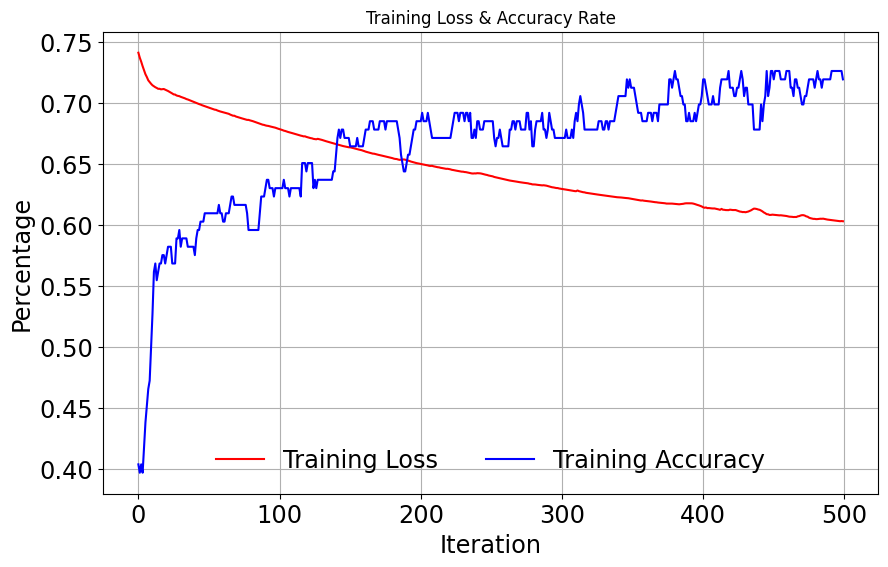 Training Loss & Accuracy Rate
0.75
0.70
0.65
0.60
0.55
0.50
0.45
0.40
Percentage
Training Loss
Training Accuracy
0
100
200
300
400
500
Iteration